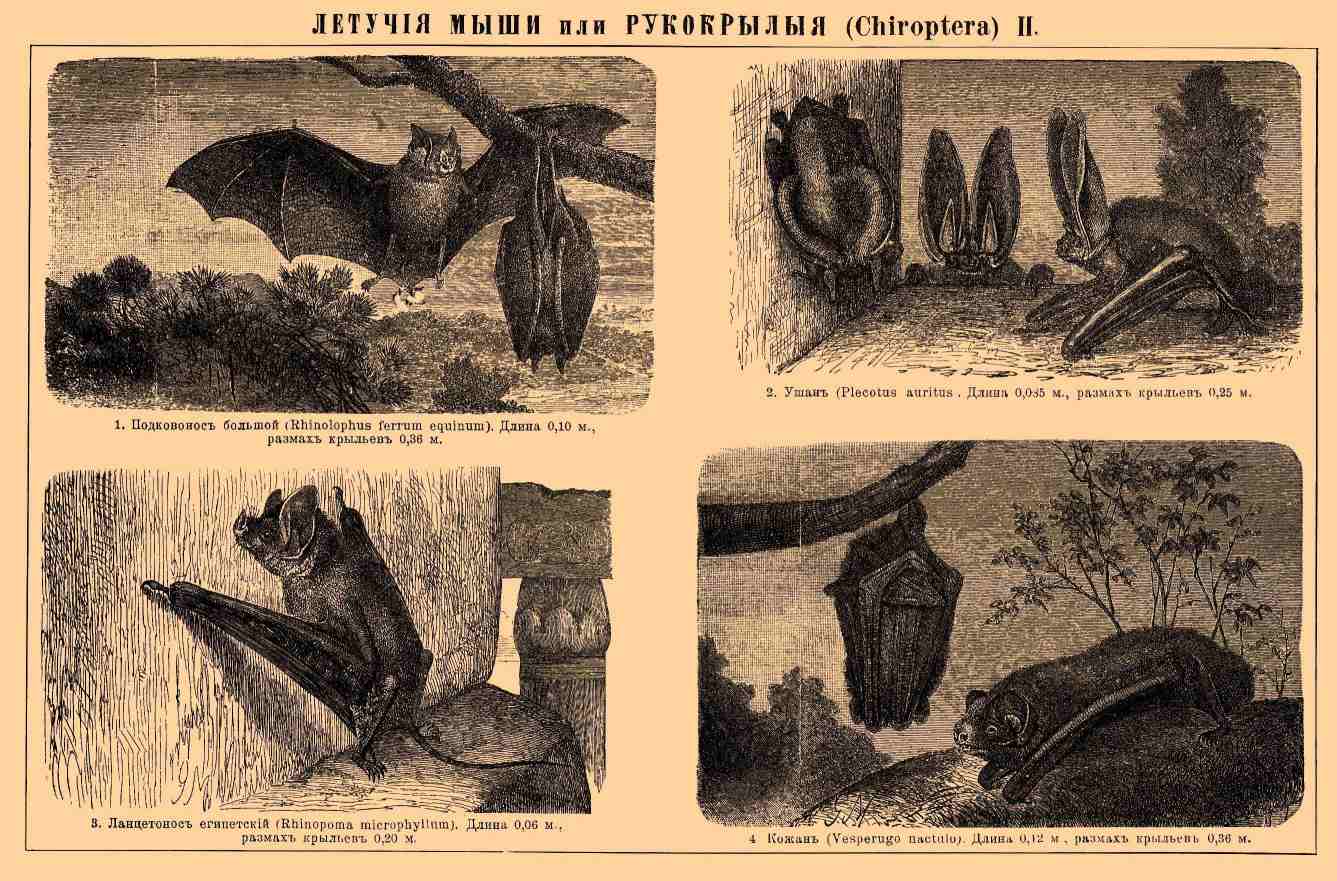 ЛЕТУЧІЯ МЫШИ или РУКОКРЫЛЫЯ (Chiroptera) II.
1. Подковоносъ большой (Rhinolophus ferrum equinum). Длина 0,10 м.,
размахъ крыльевъ 0,36 м.
2. Ушанъ (Plecotus auritus . Длина 0,085 м., размахъ крыльевъ 0,25 м.
3. Ланцетоносъ египетскій (Rhinopoma microphyllum). Длина 0,06 м.,
размахъ крыльевъ 0,20 м.
4 Кожанъ (Vesperugo nactulo). Длина 0,12 м , размахъ крыльевъ 0,36 м.